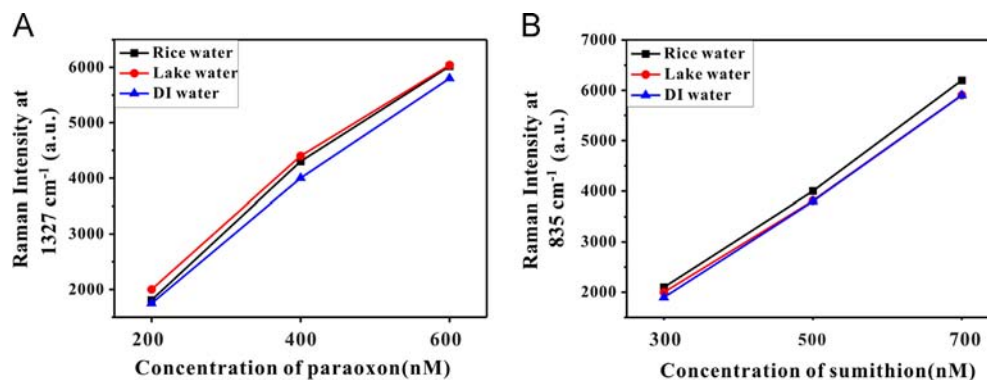 A
Rice water
Lake water
DI water
6000
5000
4000
3000
2000
200
400
600
Raman Intensity at
1327 cm⁻¹ (a.u.)
Concentration of paraoxon(nM)
B
Rice water
Lake water
DI water
7000
6000
5000
4000
3000
2000
300
500
700
Raman Intensity at
835 cm⁻¹ (a.u.)
Concentration of sumithion(nM)